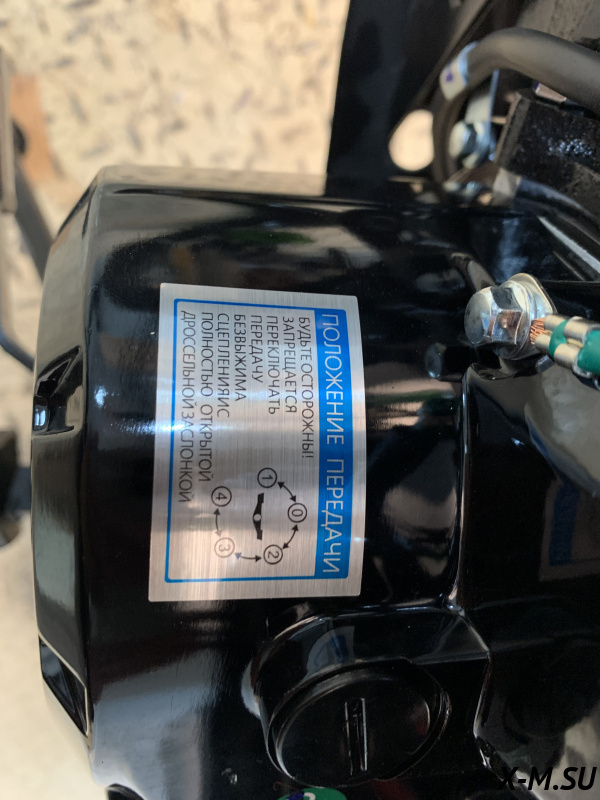 ПОЛОЖЕНИЕ ПЕРЕДАЧИ
БУДЬТЕ ОСТОРОЖНЫ!
ЗАПРЕЩАЕТСЯ
ПЕРЕКЛЮЧАТЬ
ПЕРЕДАЧУ
БЕЗ ВЫЖИМА
СЦЕПЛЕНИЯ И С
ПОЛНОСТЬЮ ОТКРЫТОЙ
ДРОССЕЛЬНОЙ ЗАСЛОНКОЙ
1
0
2
3
4
X-M.SU